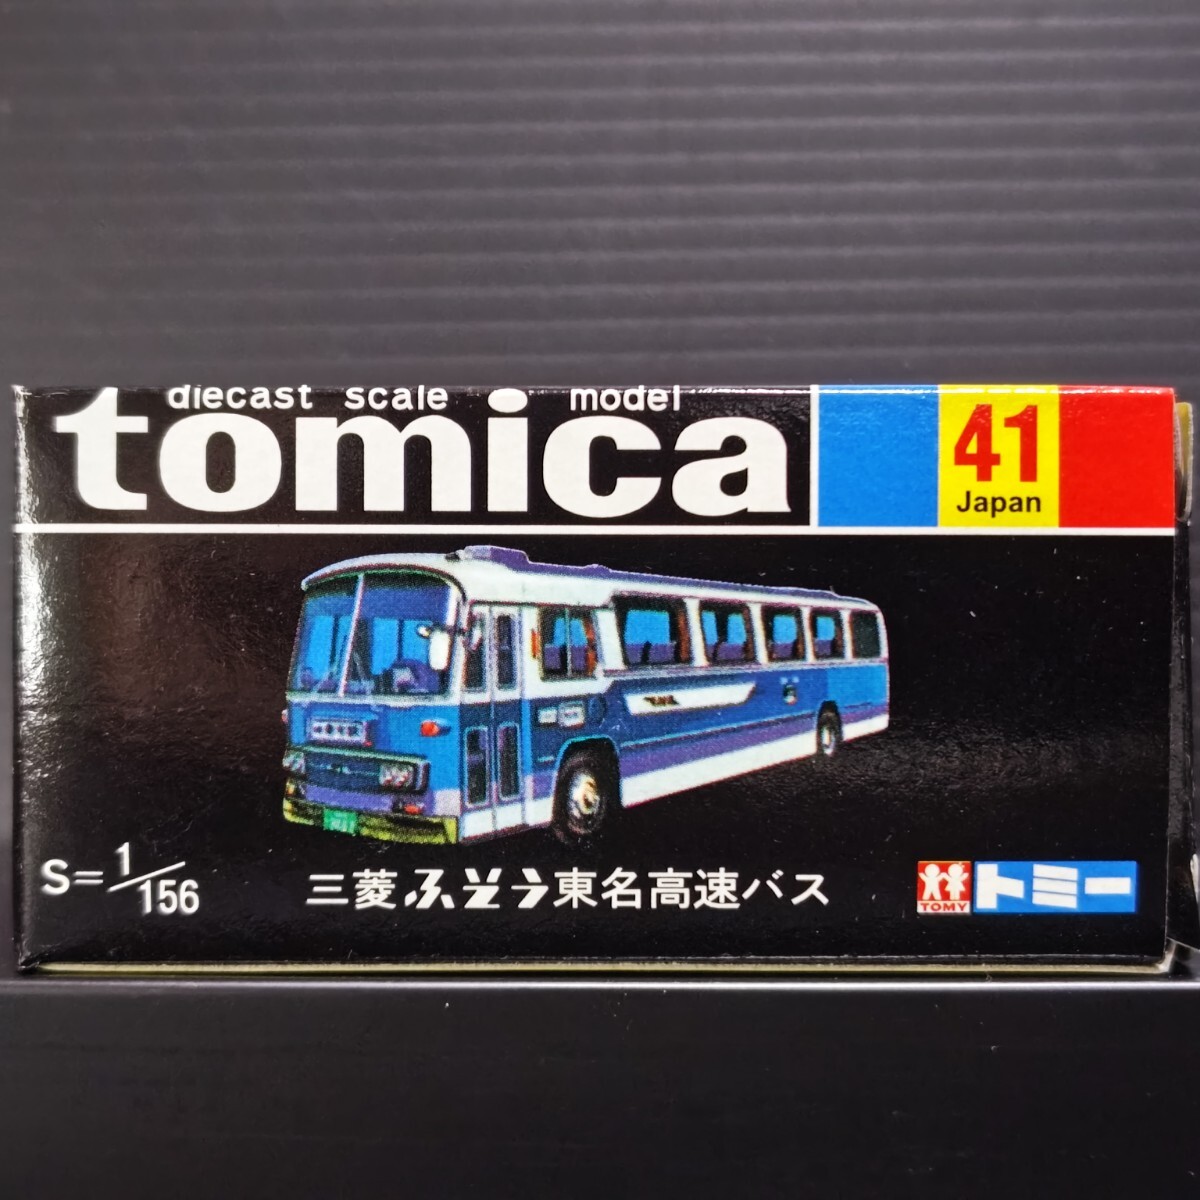 diecast scale model
tomica
41
Japan
S=1/156
三菱ふそう東名高速バス
TOMY
トミー